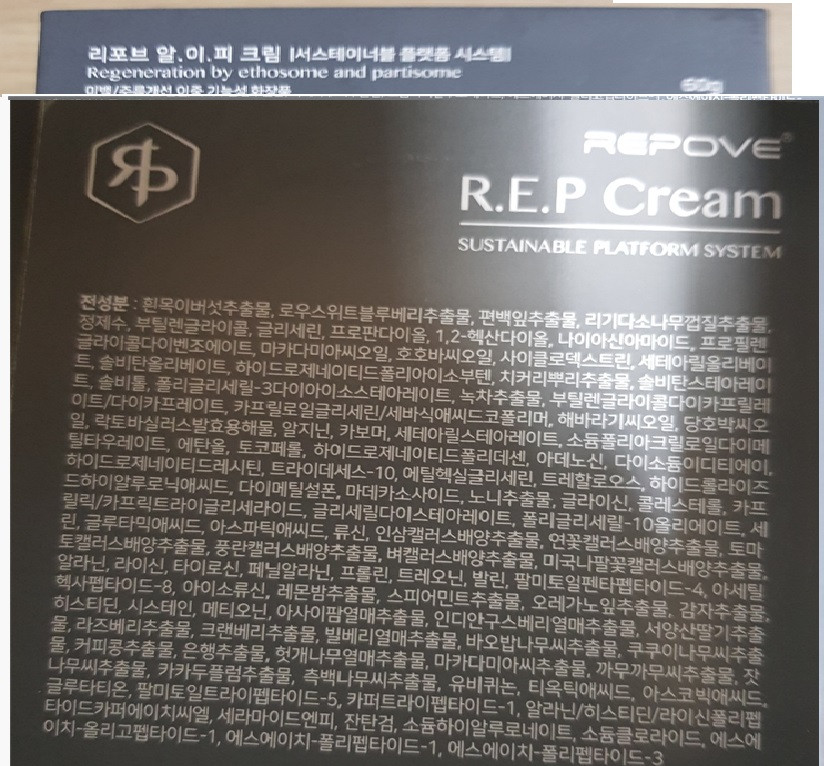 리포브 알.이.피 크림 |서스테이너블 플랫폼 시스템|
Regeneration by ethosome and partisome
미백/주름개선 이중 기능성 화장품
60g
REPOVE®
R.E.P Cream
SUSTAINABLE PLATFORM SYSTEM
전성분 : 흰목이버섯추출물, 로우스위트블루베리추출물, 편백잎추출물, 리기다소나무껍질추출물,
정제수, 부틸렌글라이콜, 글리세린, 프로판다이올, 1,2-헥산다이올, 나이아신아마이드, 프로필렌
글라이콜다이벤조에이트, 마카다미아씨오일, 호호바씨오일, 사이클로덱스트린, 세테아릴올리베이
트, 솔비탄올리베이트, 하이드로제네이티드폴리아이소부텐, 치커리뿌리추출물, 솔비탄스테아레이
트, 솔비톨, 폴리글리세릴-3다이아이소스테아레이트, 녹차추출물, 부틸렌글라이콜다이카프릴레
이트/다이카프레이트, 카프릴로일글리세린/세바식애씨드코폴리머, 해바라기씨오일, 당호박씨오
일, 락토바실러스발효용해물, 알지닌, 카보머, 세테아릴스테아레이트, 소듐폴리아크릴로일다이메
틸타우레이트, 에탄올, 토코페롤, 하이드로제네이티드폴리데센, 아데노신, 다이소듐이디티에이,
하이드로제네이티드레시틴, 트라이데세스-10, 에틸헥실글리세린, 트레할로오스, 하이드롤라이즈
드하이알루로닉애씨드, 다이메틸설폰, 마데카소사이드, 노니추출물, 글라이신, 콜레스테롤, 카프
릴릭/카프릭트라이글리세라이드, 글리세릴다이스테아레이트, 폴리글리세릴-10올리에이트, 세
린, 글루타믹애씨드, 아스파틱애씨드, 류신, 인삼캘러스배양추출물, 연꽃캘러스배양추출물, 토마
토캘러스배양추출물, 풍란캘러스배양추출물, 벼캘러스배양추출물, 미국나팔꽃캘러스배양추출물,
알라닌, 라이신, 타이로신, 페닐알라닌, 프롤린, 트레오닌, 발린, 팔미토일펜타펩타이드-4, 아세틸
헥사펩타이드-8, 아이소류신, 레몬밤추출물, 스피어민트추출물, 오레가노잎추출물, 감자추출물,
히스티딘, 시스테인, 메티오닌, 아사이팜열매추출물, 인디안구스베리열매추출물, 서양산딸기추출
물, 라즈베리추출물, 크랜베리추출물, 빌베리열매추출물, 바오밥나무씨추출물, 쿠쿠이나무씨추출
물, 커피콩추출물, 은행추출물, 헛개나무열매추출물, 마카다미아씨추출물, 까무까무씨추출물, 잣
나무씨추출물, 카카두플럼추출물, 측백나무씨추출물, 유비퀴논, 티옥틱애씨드, 아스코빅애씨드,
글루타티온, 팔미토일트라이펩타이드-5, 카퍼트라이펩타이드-1, 알라닌/히스티딘/라이신폴리펩
타이드카퍼에이치씨엘, 세라마이드엔피, 잔탄검, 소듐하이알루로네이트, 소듐클로라이드, 에스에
이치-올리고펩타이드-1, 에스에이치-폴리펩타이드-1, 에스에이치-폴리펩타이드-3